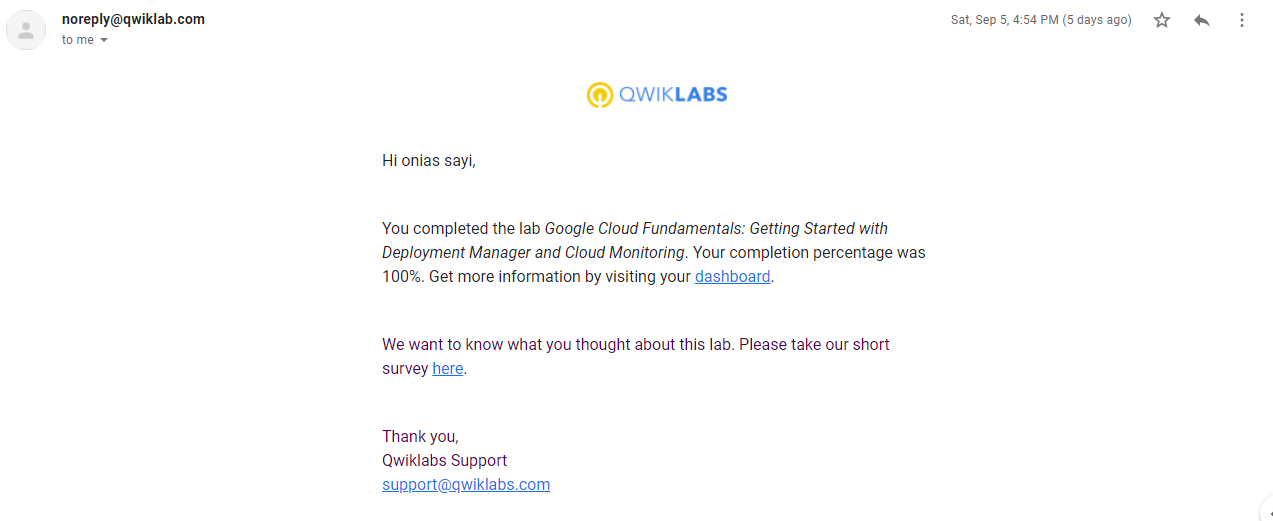 noreply@qwiklab.com
Sat, Sep 5, 4:54 PM (5 days ago)
to me
QWIKLABS
Hi onias sayi,
You completed the lab Google Cloud Fundamentals: Getting Started with
Deployment Manager and Cloud Monitoring. Your completion percentage was
100%. Get more information by visiting your dashboard.
We want to know what you thought about this lab. Please take our short
survey here.
Thank you,
Qwiklabs Support
support@qwiklabs.com